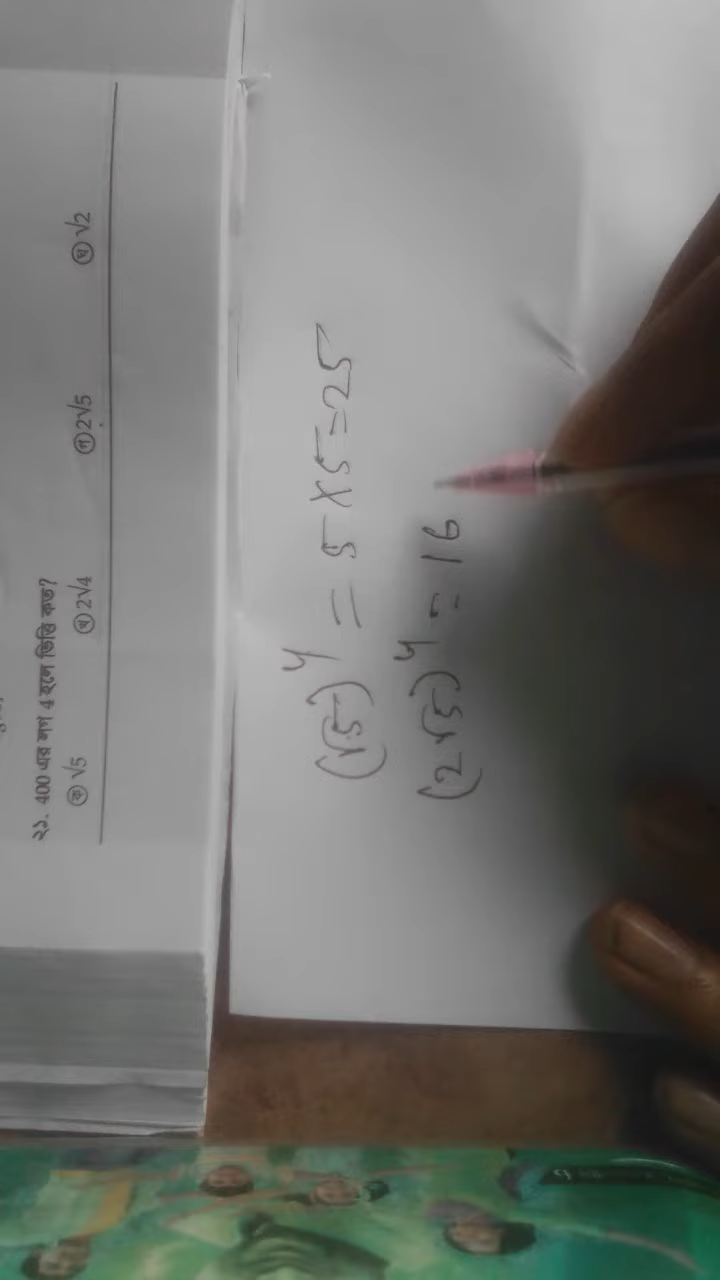 ২১. 400 এর লগ 4 হলে ভিত্তি কত?
ক √5 খ 2√4 গ 2√5 ঘ √2
(√5)⁴ = 5 × 5 = 25
(2√5)⁴ = 16